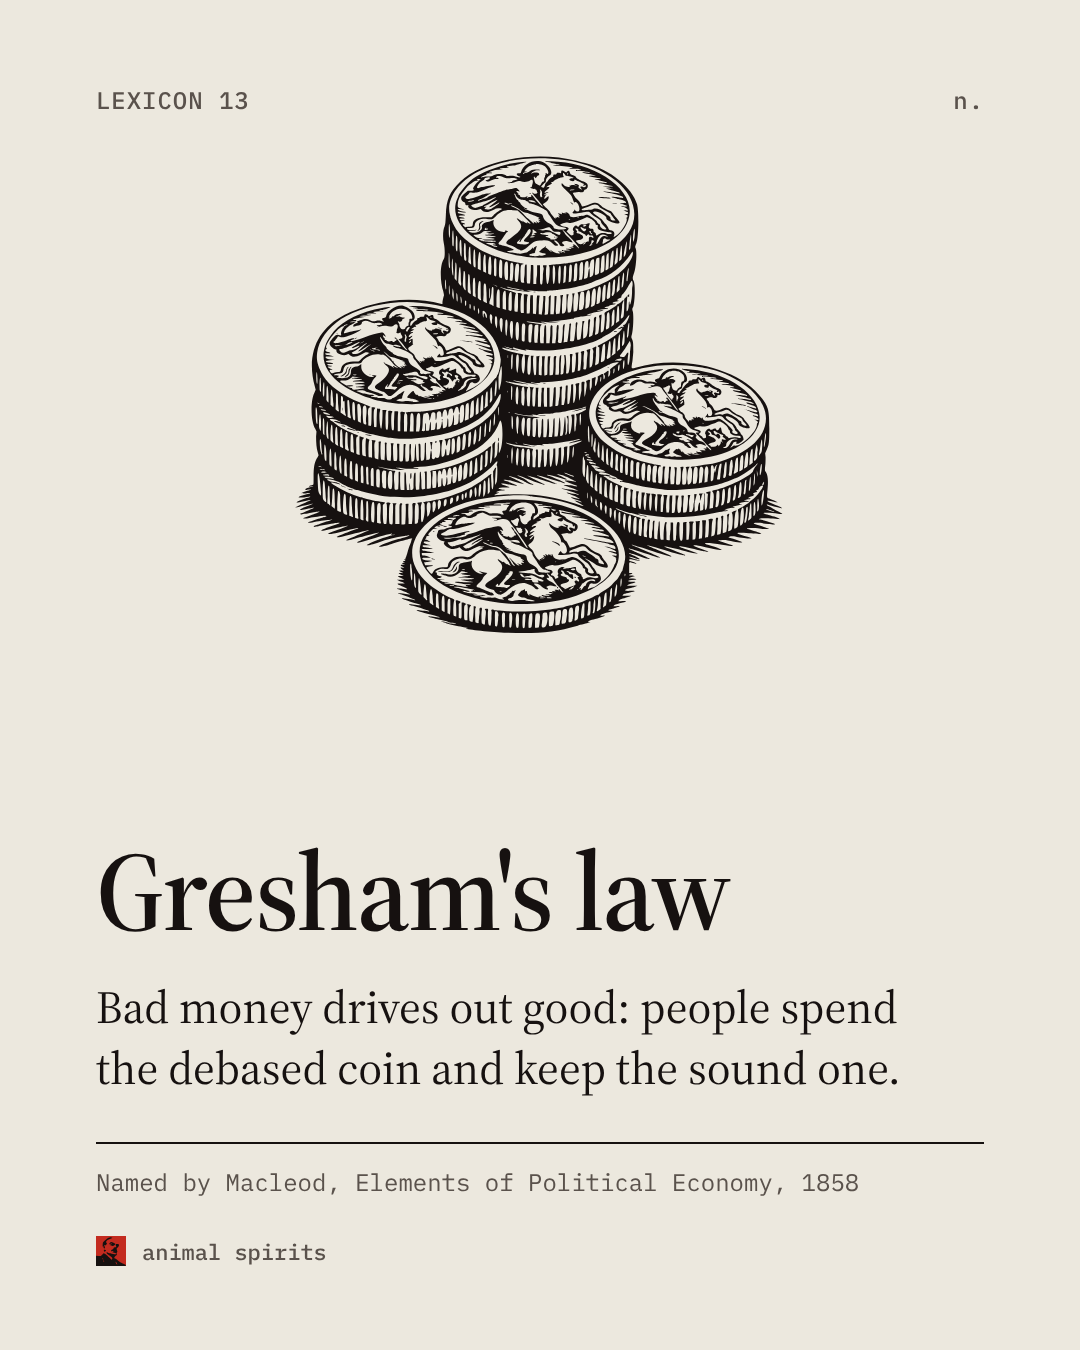 LEXICON 13
n.
Gresham's law
Bad money drives out good: people spend
the debased coin and keep the sound one.
Named by Macleod, Elements of Political Economy, 1858
animal spirits